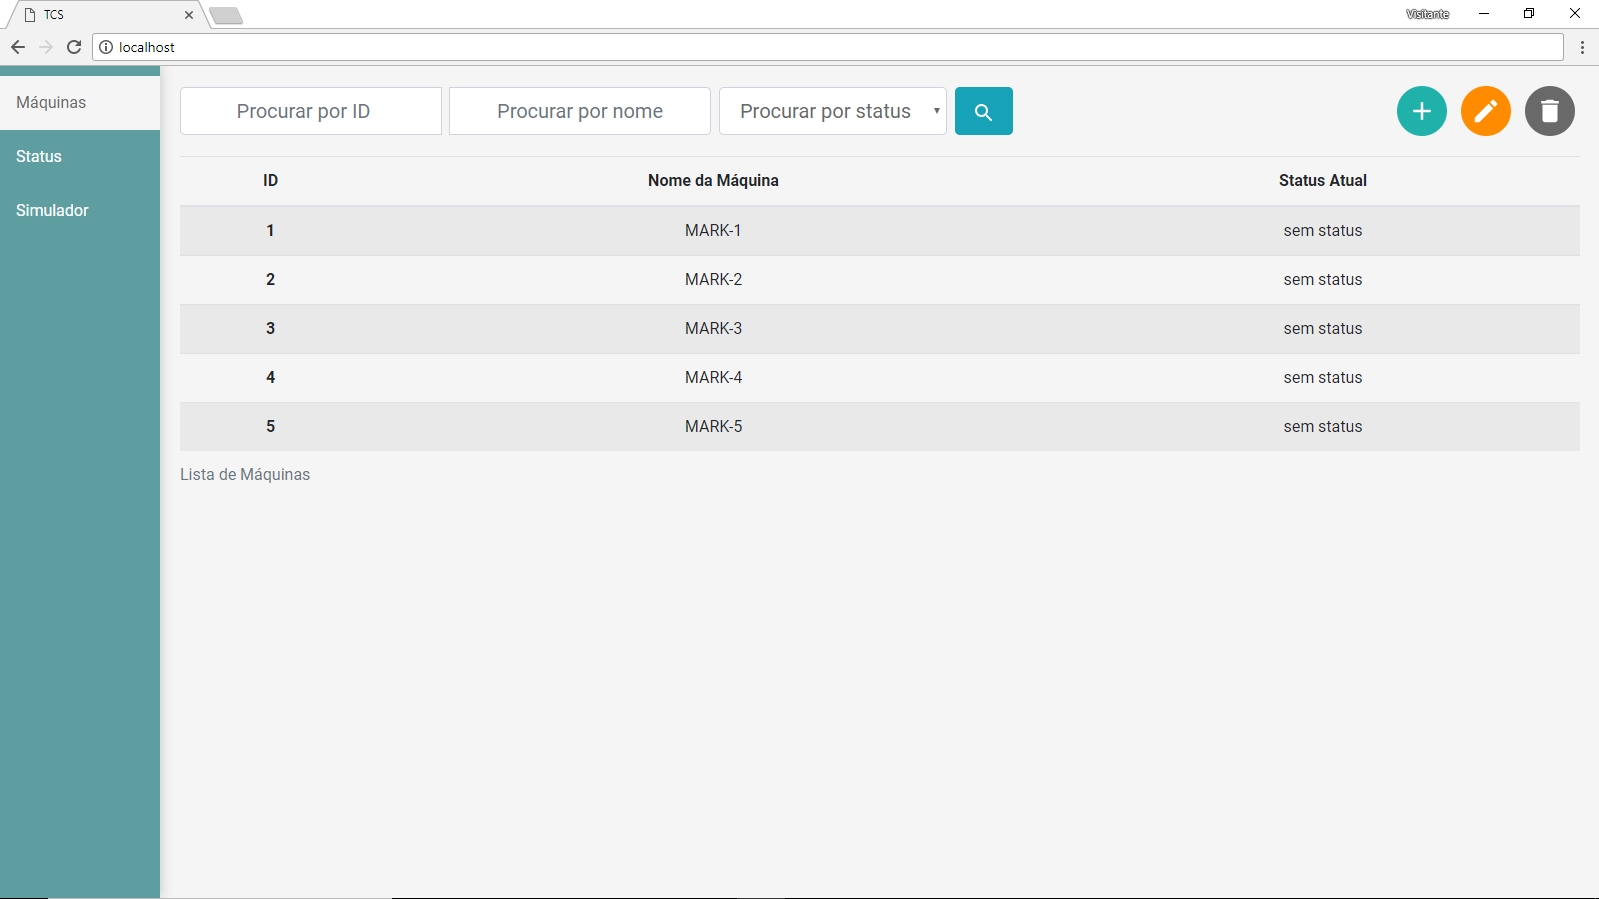 TCS
Visitante
localhost
Máquinas
Status
Simulador
Procurar por ID
Procurar por nome
Procurar por status
ID Nome da Máquina Status Atual
1 MARK-1 sem status
2 MARK-2 sem status
3 MARK-3 sem status
4 MARK-4 sem status
5 MARK-5 sem status
Lista de Máquinas